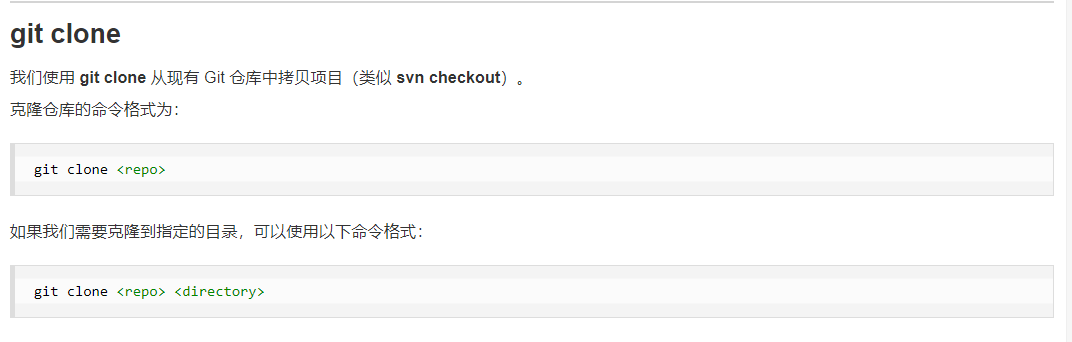 git clone
我们使用 git clone 从现有 Git 仓库中拷贝项目（类似 svn checkout）。
克隆仓库的命令格式为：
git clone <repo>
如果我们需要克隆到指定的目录，可以使用以下命令格式：
git clone <repo> <directory>